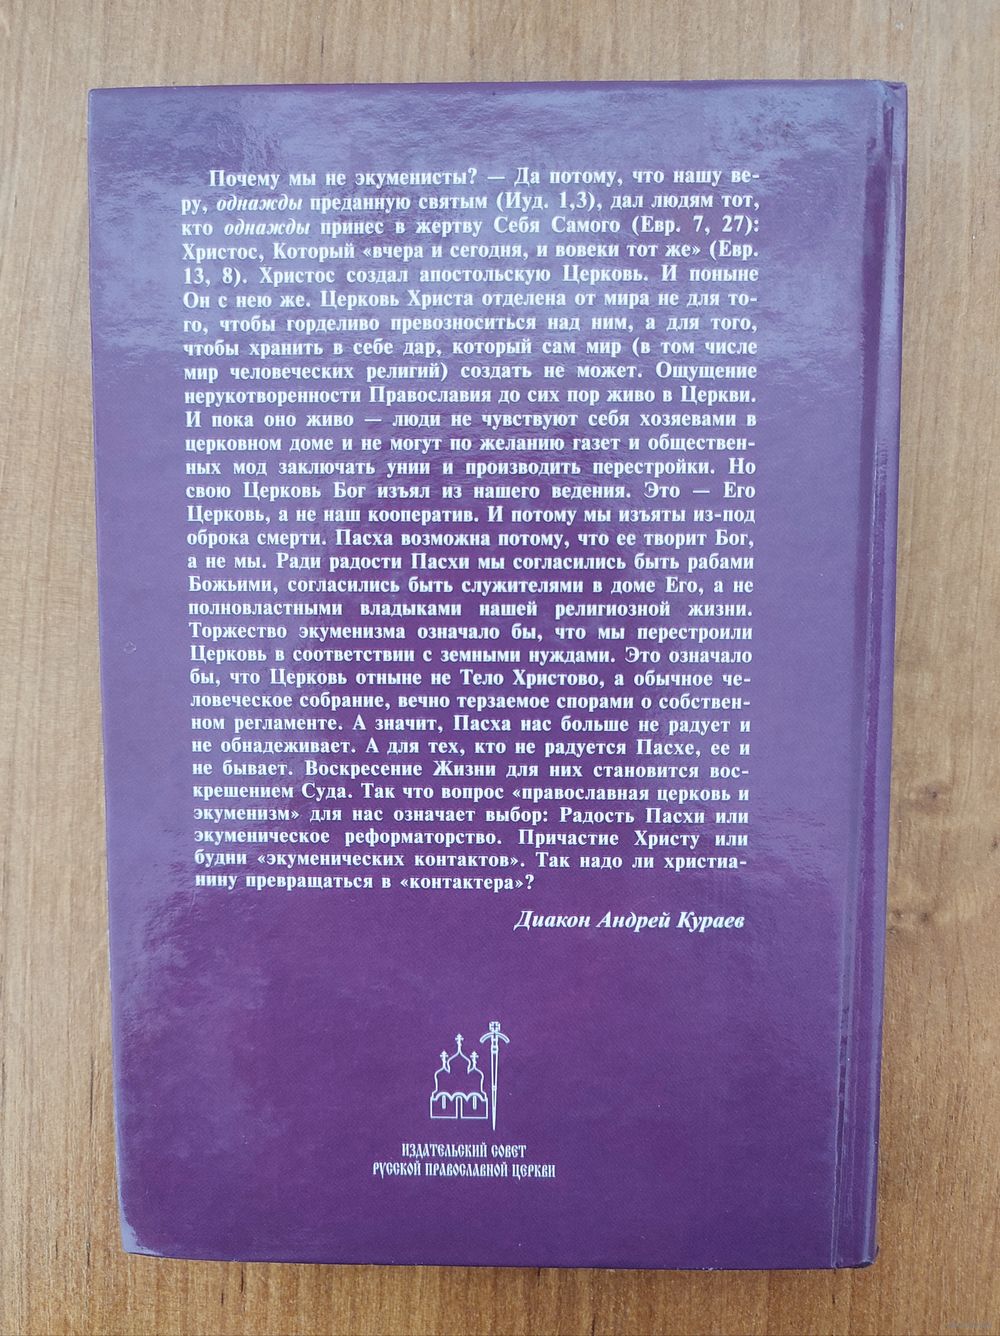 Почему мы не экуменисты? — Да потому, что нашу ве-
ру, однажды преданную святым (Иуд. 1,3), дал людям тот,
кто однажды принес в жертву Себя Самого (Евр. 7, 27):
Христос, Который «вчера и сегодня, и вовеки тот же» (Евр.
13, 8). Христос создал апостольскую Церковь. И поныне
Он с нею же. Церковь Христа отделена от мира не для то-
го, чтобы горделиво превозноситься над ним, а для того,
чтобы хранить в себе дар, который сам мир (в том числе
мир человеческих религий) создать не может. Ощущение
нерукотворенности Православия до сих пор живо в Церкви.
И пока оно живо — люди не чувствуют себя хозяевами в
церковном доме и не могут по желанию газет и обществен-
ных мод заключать унии и производить перестройки. Но
свою Церковь Бог изъял из нашего ведения. Это — Его
Церковь, а не наш кооператив. И потому мы изъяты из-под
оброка смерти. Пасха возможна потому, что ее творит Бог,
а не мы. Ради радости Пасхи мы согласились быть рабами
Божьими, согласились быть служителями в доме Его, а не
полновластными владыками нашей религиозной жизни.
Торжество экуменизма означало бы, что мы перестроили
Церковь в соответствии с земными нуждами. Это означало
бы, что Церковь отныне не Тело Христово, а обычное че-
ловеческое собрание, вечно терзаемое спорами о собствен-
ном регламенте. А значит, Пасха нас больше не радует и
не обнадеживает. А для тех, кто не радуется Пасхе, ее и
не бывает. Воскресение Жизни для них становится вос-
крешением Суда. Так что вопрос «православная церковь и
экуменизм» для нас означает выбор: Радость Пасхи или
экуменическое реформаторство. Причастие Христу или
будни «экуменических контактов». Так надо ли христиа-
нину превращаться в «контактера»?
Диакон Андрей Кураев
ИЗДАТЕЛЬСКИЙ СОВЕТ
РУССКОЙ ПРАВОСЛАВНОЙ ЦЕРКВИ